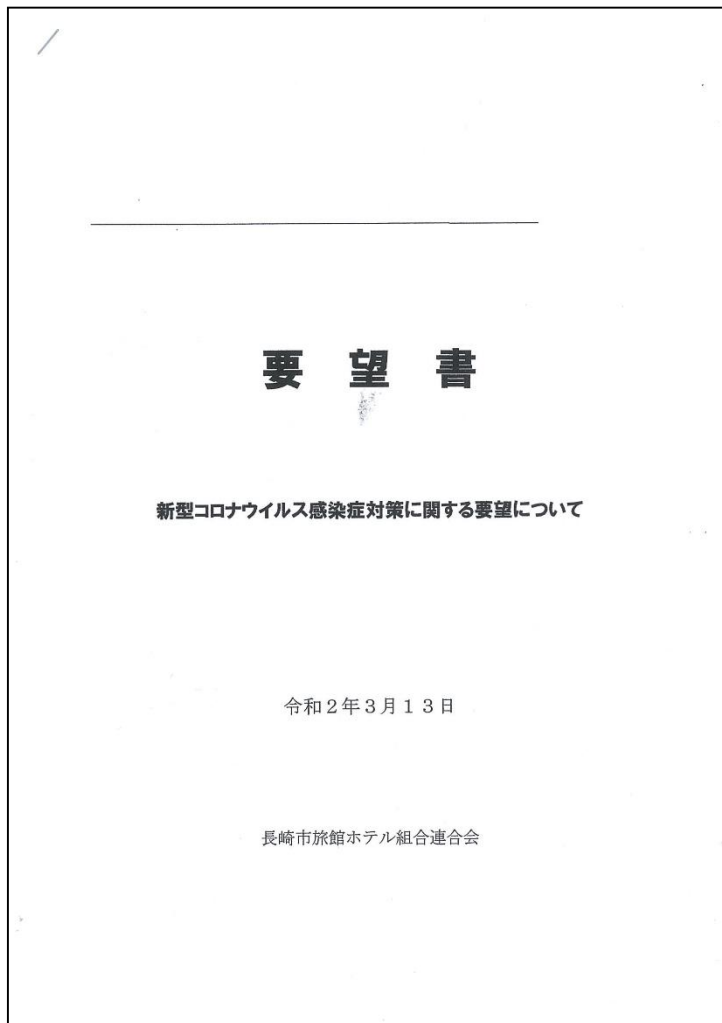 要望書
新型コロナウイルス感染症対策に関する要望について
令和2年3月13日
長崎市旅館ホテル組合連合会